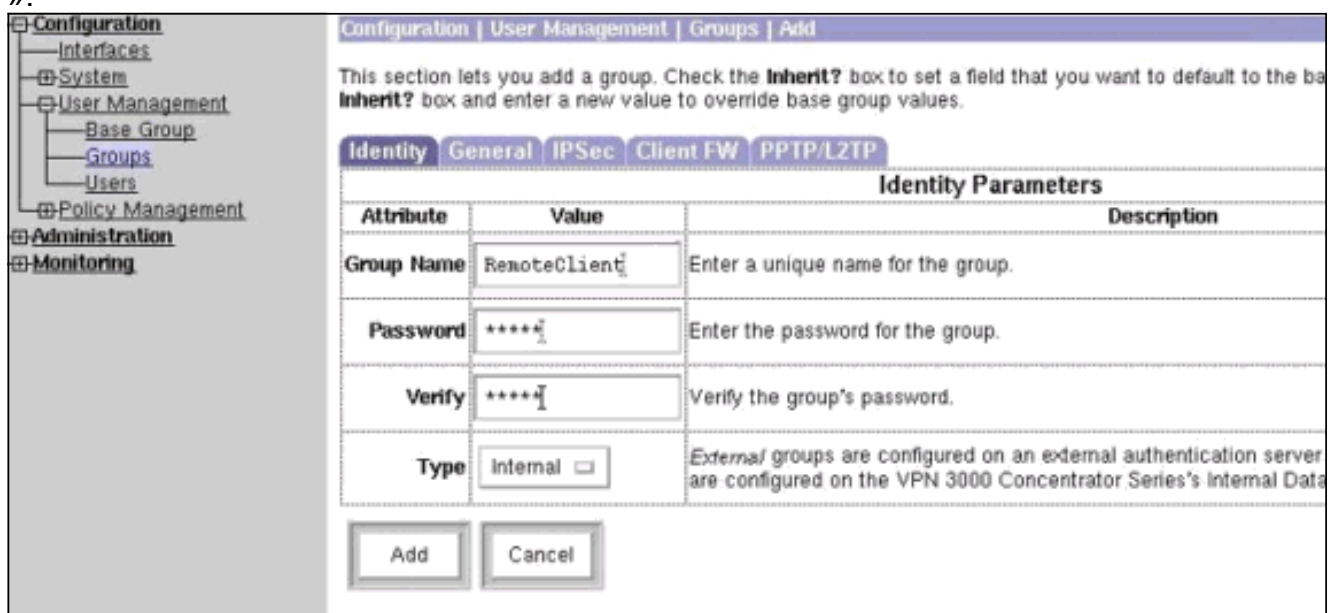 ».
Configuration
Interfaces
System
User Management
Base Group
Groups
Users
Policy Management
Administration
Monitoring
Configuration | User Management | Groups | Add
This section lets you add a group. Check the Inherit? box to set a field that you want to default to the ba
Inherit? box and enter a new value to override base group values.
Identity General IPSec Client FW PPTP/L2TP
Identity Parameters
Attribute Value Description
Group Name RemoteClient Enter a unique name for the group.
Password ***** Enter the password for the group.
Verify ***** Verify the group's password.
Type Internal External groups are configured on an external authentication server
are configured on the VPN 3000 Concentrator Series's Internal Data
Add Cancel